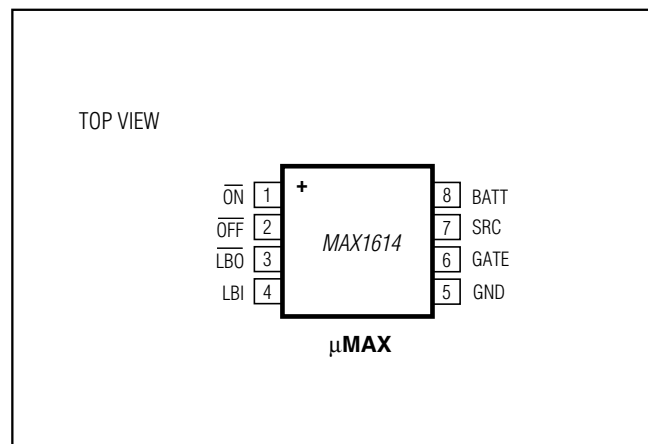 TOP VIEW
ON 1 + 8 BATT
OFF 2 7 SRC
LBO 3 MAX1614 6 GATE
LBI 4 5 GND
µMAX